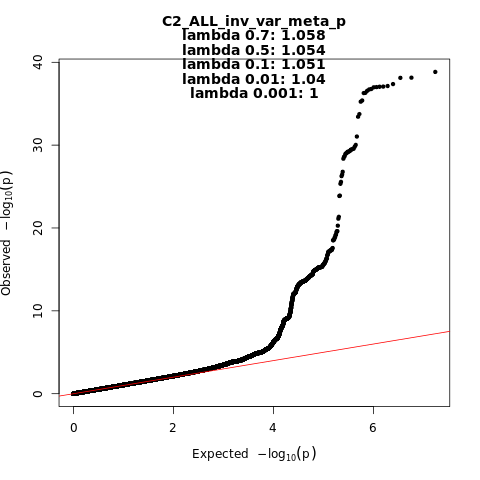 C2_ALL_inv_var_meta_p
lambda 0.7: 1.058
lambda 0.5: 1.054
lambda 0.1: 1.051
lambda 0.01: 1.04
lambda 0.001: 1
40
30
20
10
0
Observed −log10(p)
0 2 4 6
Expected −log10(p)